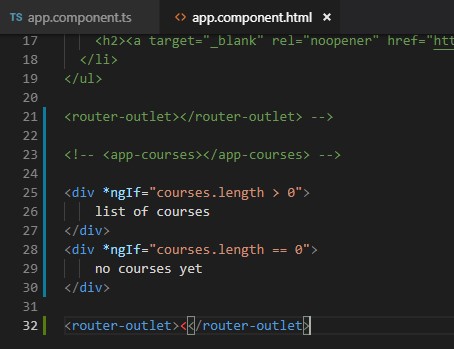 TS app.component.ts
<> app.component.html ×
17 <h2><a target="_blank" rel="noopener" href="htt
18 </li>
19 </ul>
20
21 <router-outlet></router-outlet> -->
22
23 <!-- <app-courses></app-courses> -->
24
25 <div *ngIf="courses.length > 0">
26 list of courses
27 </div>
28 <div *ngIf="courses.length == 0">
29 no courses yet
30 </div>
31
32 <router-outlet><</router-outlet>